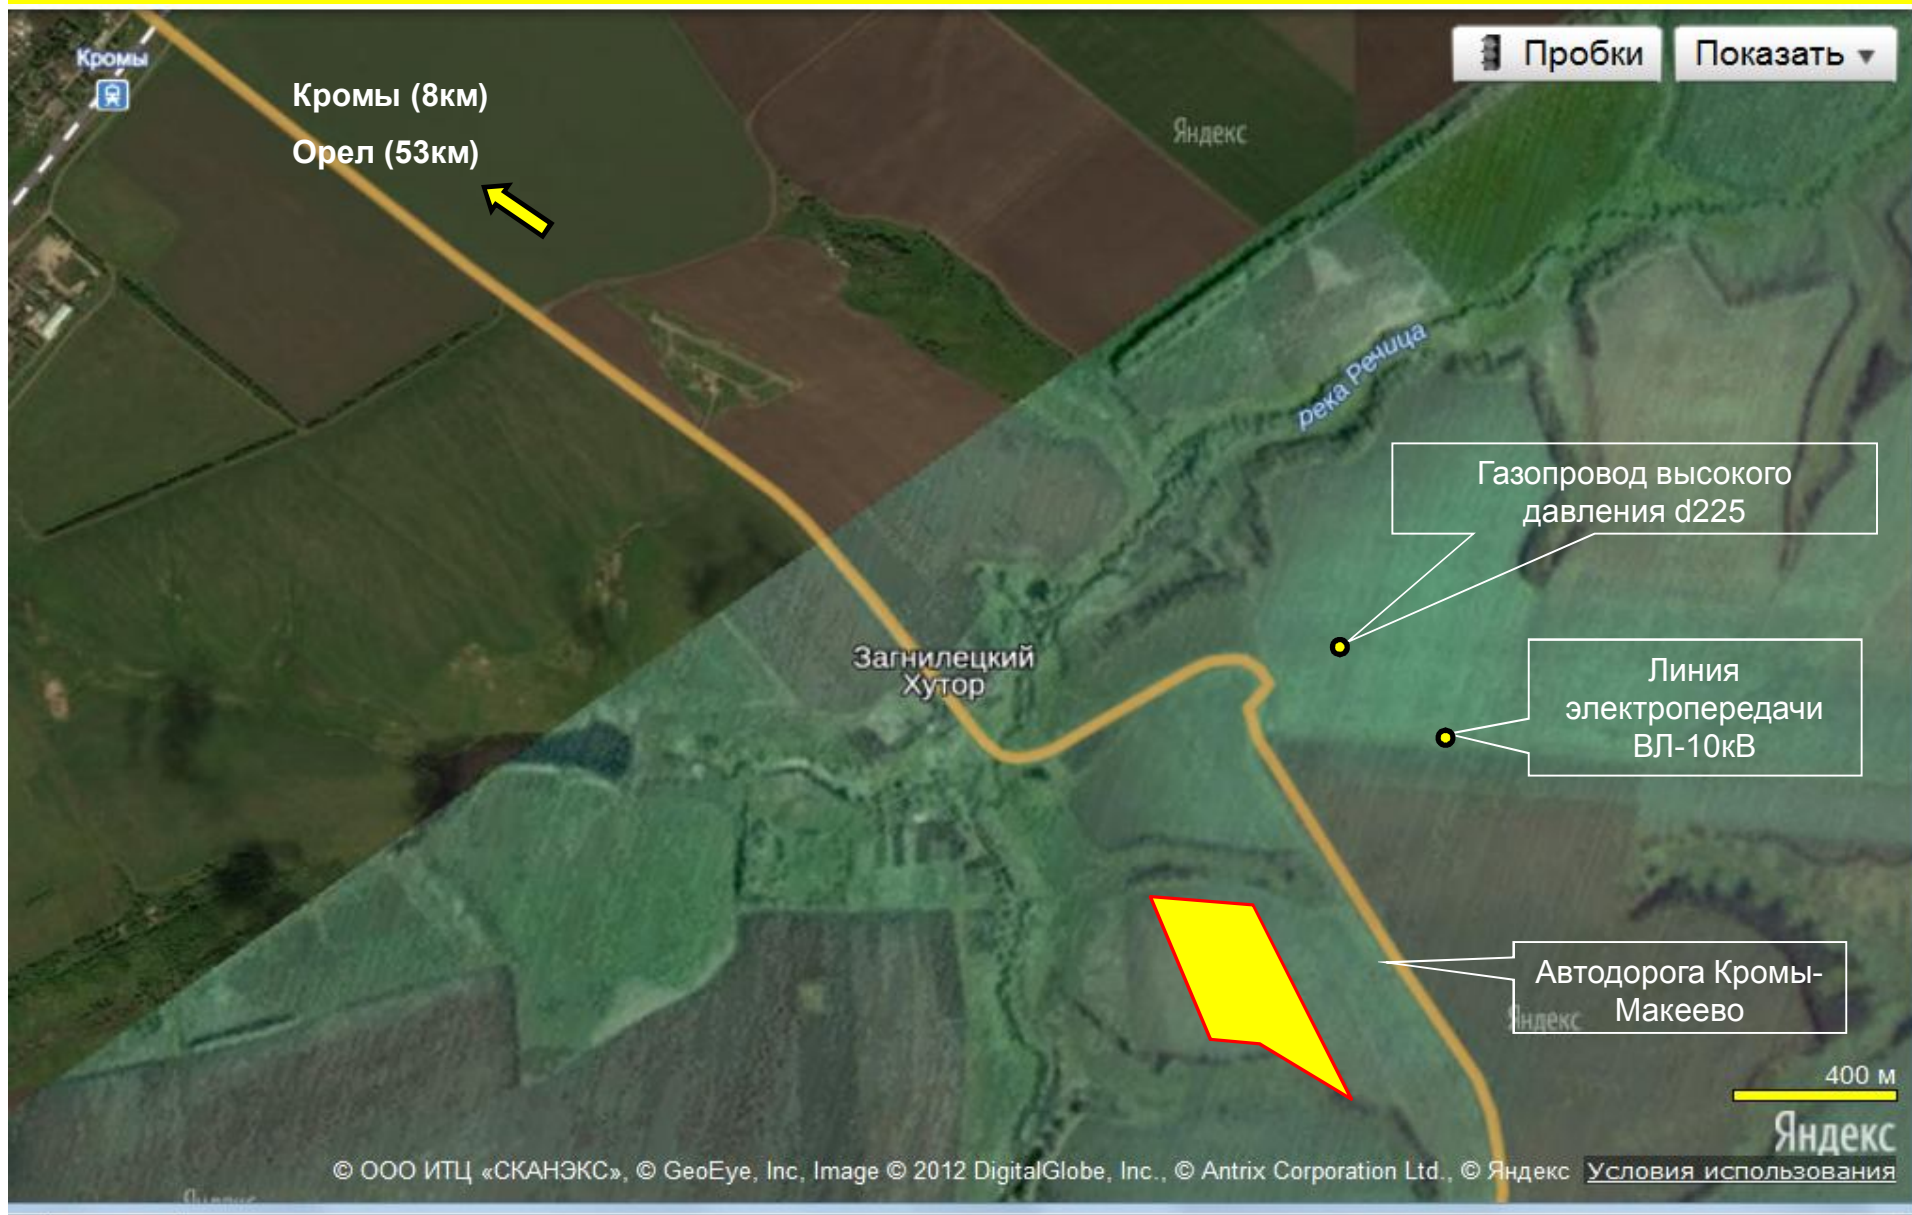 Кромы
Пробки
Показать
Кромы (8км)
Орел (53км)
Яндекс
река Речица
Газопровод высокого
давления d225
Загнилецкий
Хутор
Линия
электропередачи
ВЛ-10кВ
Автодорога Кромы-
Макеево
Яндекс
400 м
Яндекс
© ООО ИТЦ «СКАНЭКС», © GeoEye, Inc, Image © 2012 DigitalGlobe, Inc., © Antrix Corporation Ltd., © Яндекс Условия использования